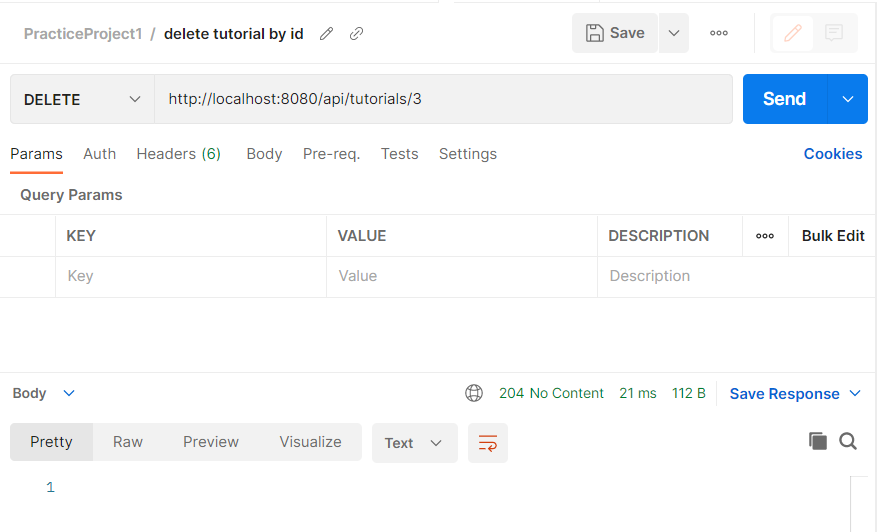 PracticeProject1 / delete tutorial by id Save
DELETE http://localhost:8080/api/tutorials/3 Send
Params Auth Headers (6) Body Pre-req. Tests Settings Cookies
Query Params
KEY VALUE DESCRIPTION Bulk Edit
Key Value Description
Body 204 No Content 21 ms 112 B Save Response
Pretty Raw Preview Visualize Text
1